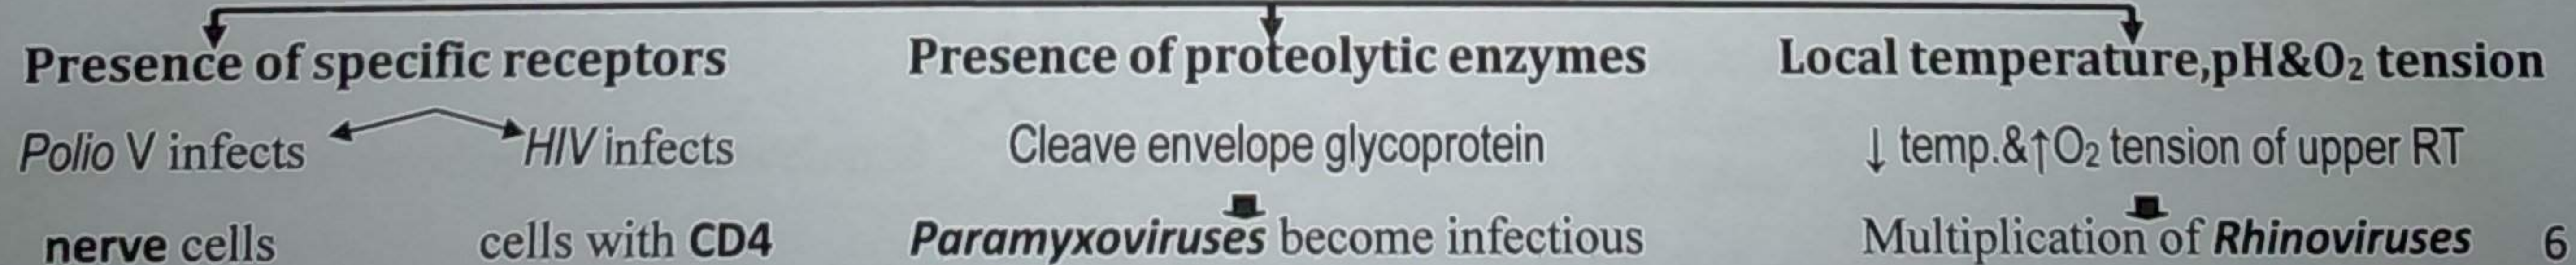 Presence of specific receptors
Polio V infects
nerve cells
HIV infects
cells with CD4
Presence of proteolytic enzymes
Cleave envelope glycoprotein
Paramyxoviruses become infectious
Local temperature,pH&O₂ tension
↓ temp.&↑O₂ tension of upper RT
Multiplication of Rhinoviruses
6